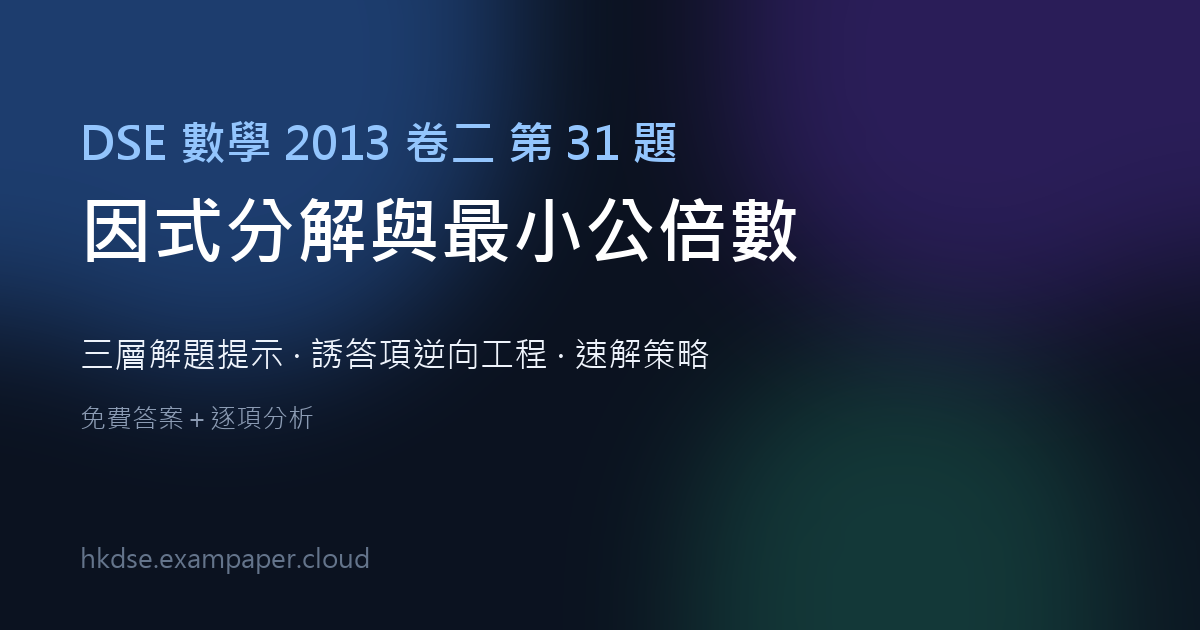 DSE 數學 2013 卷二 第 31 題
因式分解與最小公倍數
三層解題提示 · 誘答項逆向工程 · 速解策略
免費答案 + 逐項分析
hkdse.exampaper.cloud